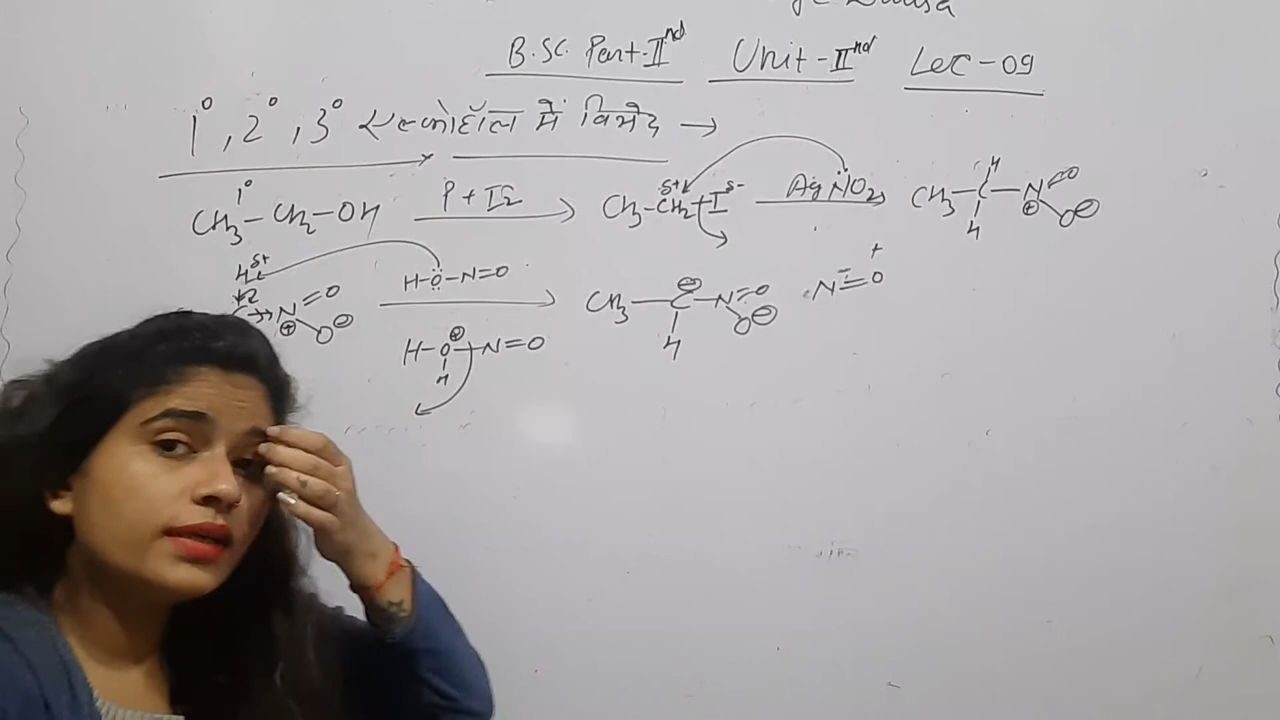 B.SC. Part-IInd Unit-IInd Lec-09
1°, 2°, 3° एल्कोहॉल में विभेद →
1°
CH3-CH2-OH P+I2 → CH3-CH2-I δ+ δ- AgNO2 → CH3-C-N=O H H ⊕ O⊖
H δ+ N=O ⊕ O⊖ H-Ö-N=O → CH3-C-N=O ⊖ H O⊖ N≡O +
H-O-N=O ⊕ H